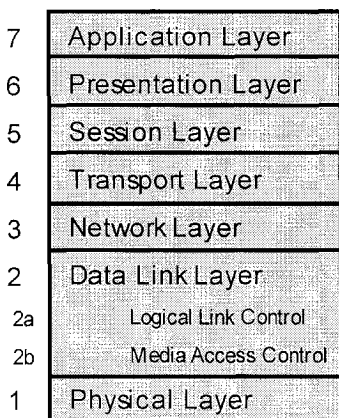 7 Application Layer
6 Presentation Layer
5 Session Layer
4 Transport Layer
3 Network Layer
2 Data Link Layer
2a Logical Link Control
2b Media Access Control
1 Physical Layer